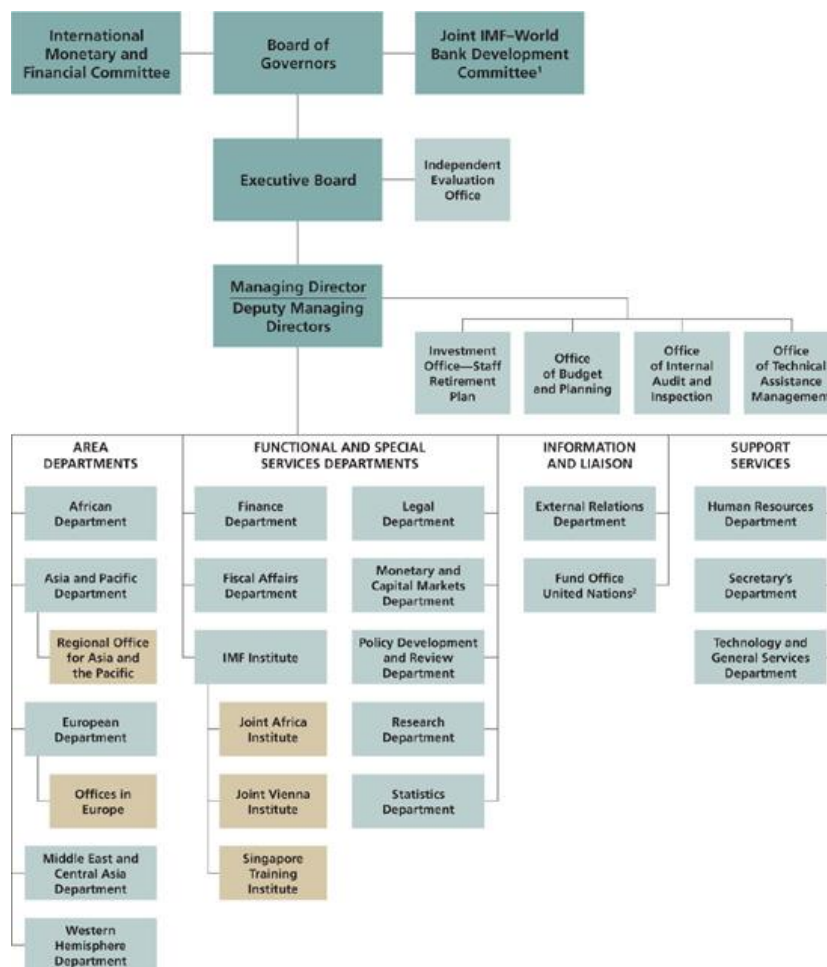 International
Monetary and
Financial Committee
Board of
Governors
Joint IMF–World
Bank Development
Committee¹
Executive Board
Independent
Evaluation
Office
Managing Director
Deputy Managing
Directors
Investment
Office—Staff
Retirement
Plan
Office
of Budget
and Planning
Office
of Internal
Audit and
Inspection
Office
of Technical
Assistance
Management
AREA
DEPARTMENTS
FUNCTIONAL AND SPECIAL
SERVICES DEPARTMENTS
INFORMATION
AND LIAISON
SUPPORT
SERVICES
African
Department
Finance
Department
Legal
Department
External Relations
Department
Human Resources
Department
Asia and Pacific
Department
Fiscal Affairs
Department
Monetary and
Capital Markets
Department
Fund Office
United Nations²
Secretary's
Department
Regional Office
for Asia and
the Pacific
IMF Institute
Policy Development
and Review
Department
Technology and
General Services
Department
European
Department
Joint Africa
Institute
Research
Department
Offices in
Europe
Joint Vienna
Institute
Statistics
Department
Middle East and
Central Asia
Department
Singapore
Training
Institute
Western
Hemisphere
Department